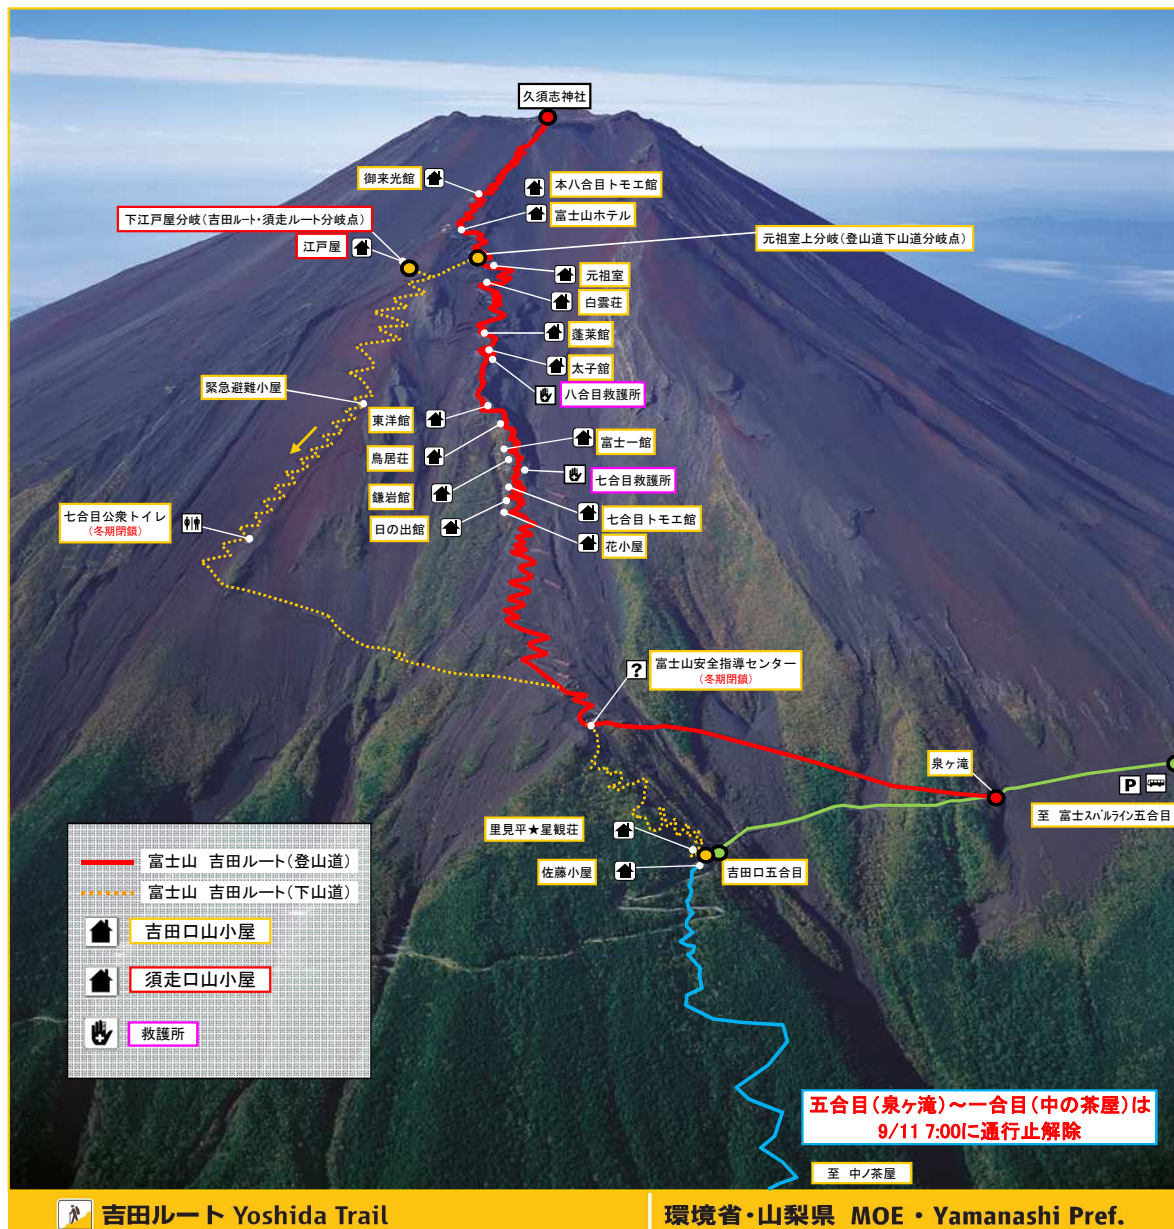 久須志神社
御来光館
本八合目トモエ館
下江戸屋分岐(吉田ルート・須走ルート分岐点)
富士山ホテル
江戸屋
元祖室上分岐(登山道下山道分岐点)
元祖室
白雲荘
蓬莱館
太子舘
緊急避難小屋
八合目救護所
東洋館
富士一館
鳥居荘
七合目救護所
鎌岩館
七合目公衆トイレ
(冬期閉鎖)
七合目トモエ館
日の出館
花小屋
富士山安全指導センター
(冬期閉鎖)
?
泉ヶ滝
P
至 富士スバルライン五合目
里見平★星観荘
佐藤小屋
吉田口五合目
富士山 吉田ルート(登山道)
富士山 吉田ルート(下山道)
吉田口山小屋
須走口山小屋
救護所
五合目(泉ヶ滝)~一合目(中の茶屋)は
9/11 7:00に通行止解除
至 中ノ茶屋
吉田ルート Yoshida Trail
環境省・山梨県 MOE・Yamanashi Pref.